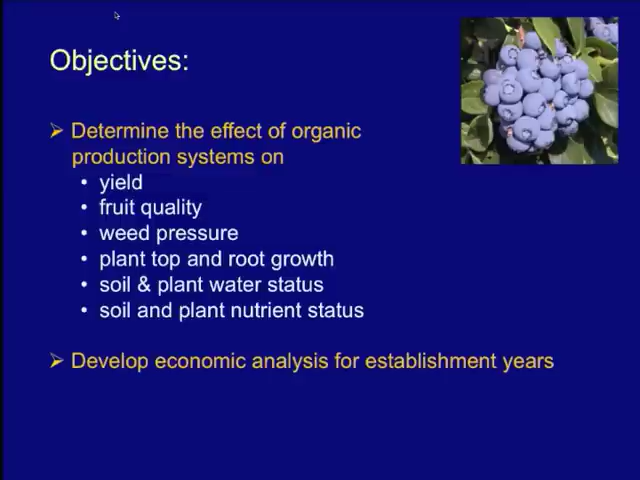 Objectives:
➢ Determine the effect of organic
production systems on
• yield
• fruit quality
• weed pressure
• plant top and root growth
• soil & plant water status
• soil and plant nutrient status
➢ Develop economic analysis for establishment years